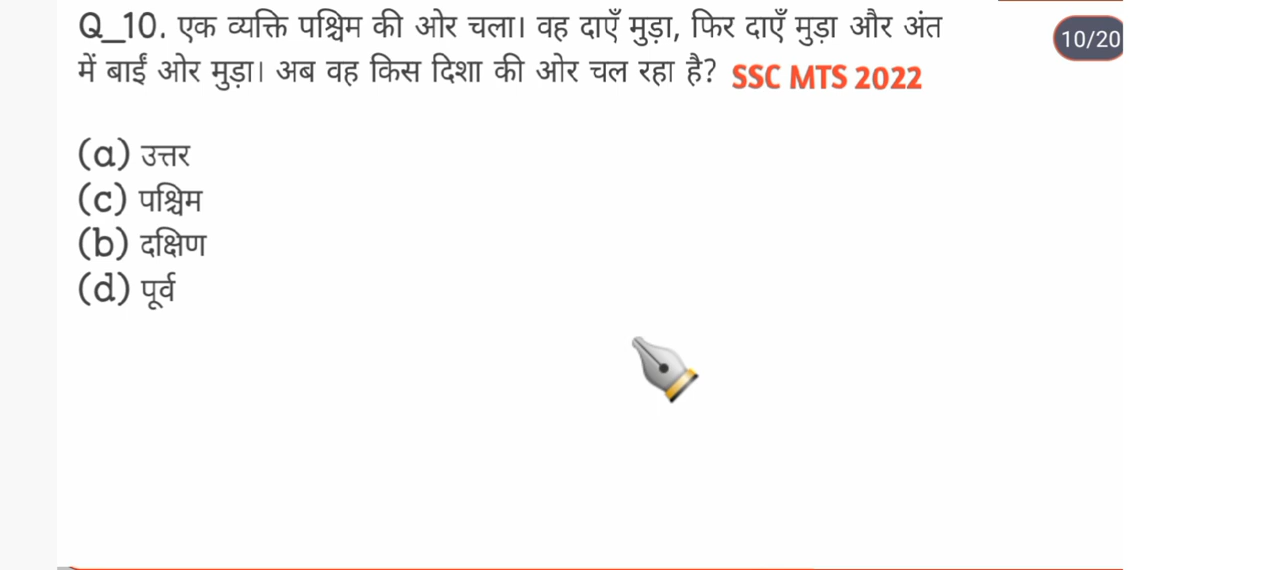 Q_10. एक व्यक्ति पश्चिम की ओर चला। वह दाएँ मुड़ा, फिर दाएँ मुड़ा और अंत
में बाईं ओर मुड़ा। अब वह किस दिशा की ओर चल रहा है? SSC MTS 2022
10/20
(a) उत्तर
(c) पश्चिम
(b) दक्षिण
(d) पूर्व